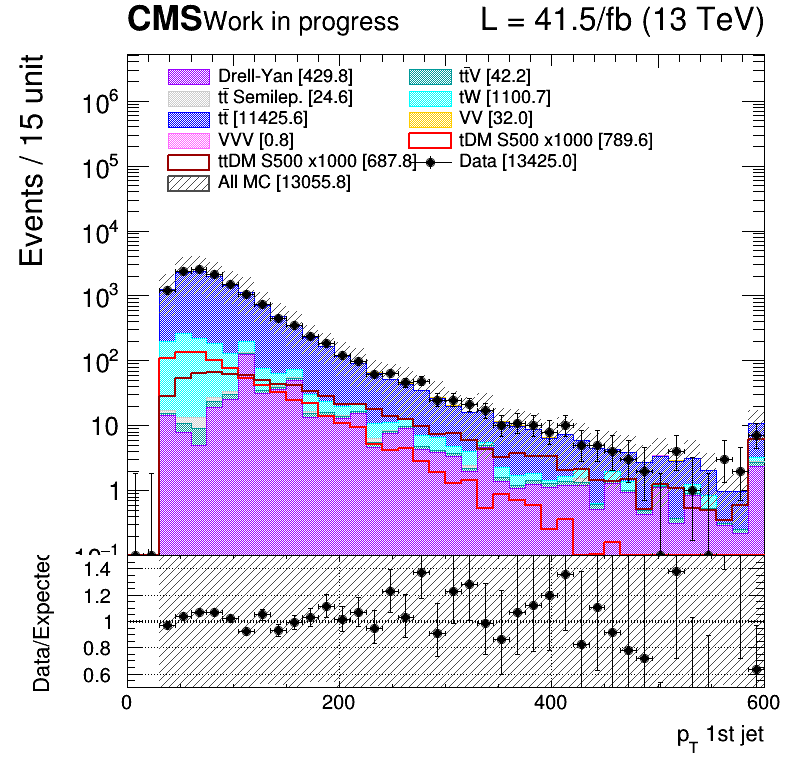 CMS Work in progress L = 41.5/fb (13 TeV)
Events / 15 unit
Drell-Yan [429.8] tt̄V [42.2]
tt̄ Semilep. [24.6] tW [1100.7]
tt̄ [11425.6] VV [32.0]
VVV [0.8] tDM S500 x1000 [789.6]
ttDM S500 x1000 [687.8] Data [13425.0]
All MC [13055.8]
10⁶
10⁵
10⁴
10³
10²
10
1
10⁻¹
Data/Expected
1.4
1.2
1
0.8
0.6
0 200 400 600
p_T 1st jet